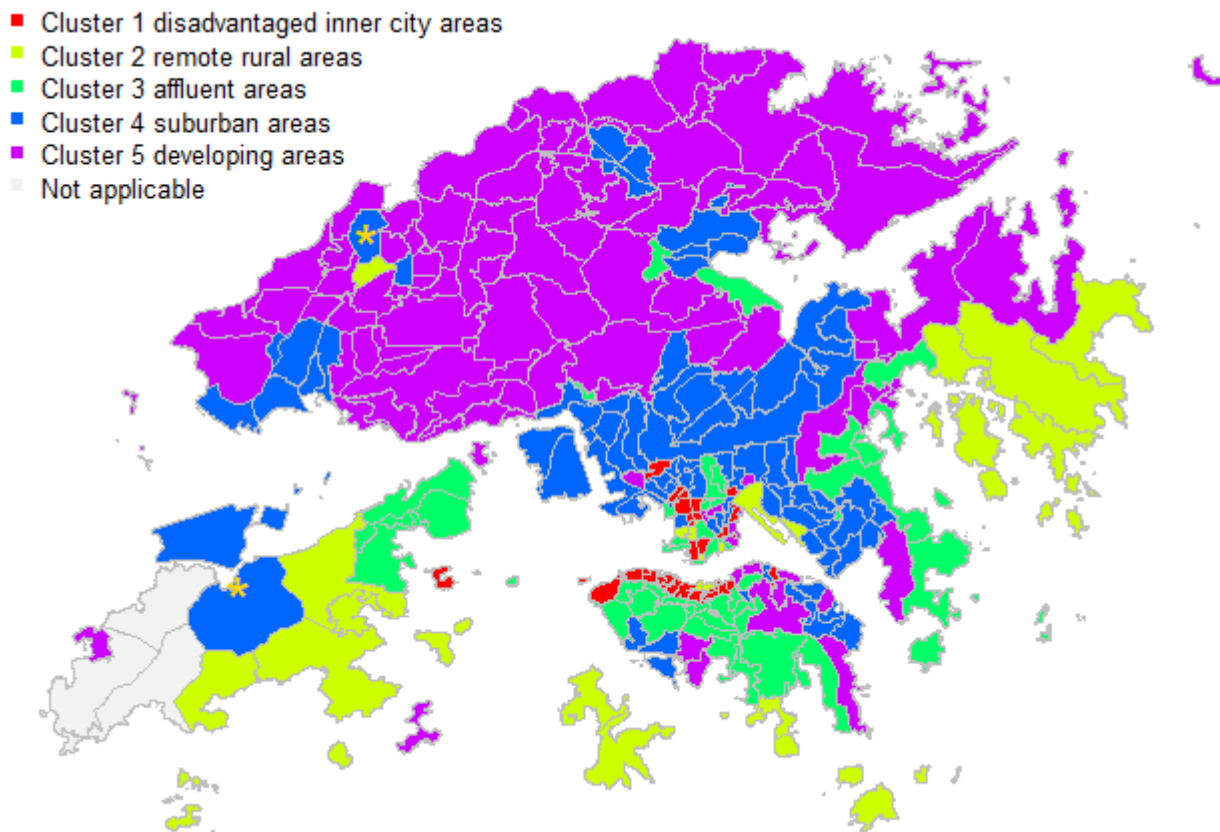 Cluster 1 disadvantaged inner city areas
Cluster 2 remote rural areas
Cluster 3 affluent areas
Cluster 4 suburban areas
Cluster 5 developing areas
Not applicable
*
*